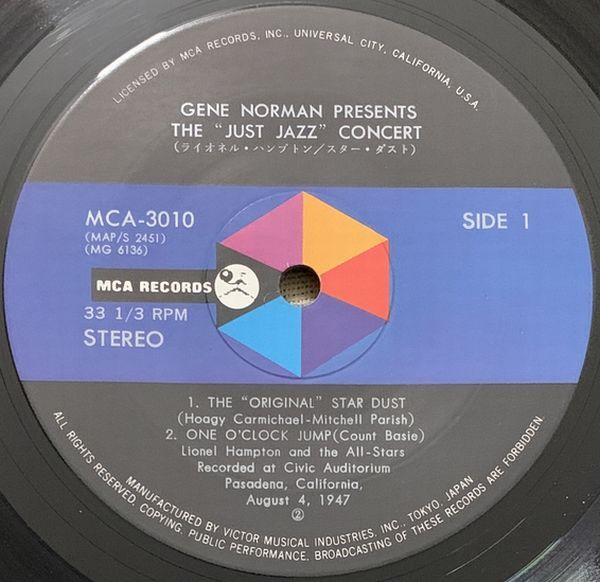 LICENSED BY MCA RECORDS, INC., UNIVERSAL CITY, CALIFORNIA, U.S.A.
GENE NORMAN PRESENTS
THE "JUST JAZZ" CONCERT
(ライオネル・ハンプトン/スター・ダスト)
MCA-3010
SIDE 1
(MAP/S 2451)
(MG 6136)
MCA RECORDS
33 1/3 RPM
STEREO
1. THE "ORIGINAL" STAR DUST
(Hoagy Carmichael-Mitchell Parish)
2. ONE O'CLOCK JUMP(Count Basie)
Lionel Hampton and the All-Stars
Recorded at Civic Auditorium
Pasadena, California,
August 4, 1947
②
MANUFACTURED BY VICTOR MUSICAL INDUSTRIES, INC., TOKYO, JAPAN
ALL RIGHTS RESERVED. COPYING. PUBLIC PERFORMANCE. BROADCASTING OF THESE RECORDS ARE FORBIDDEN.